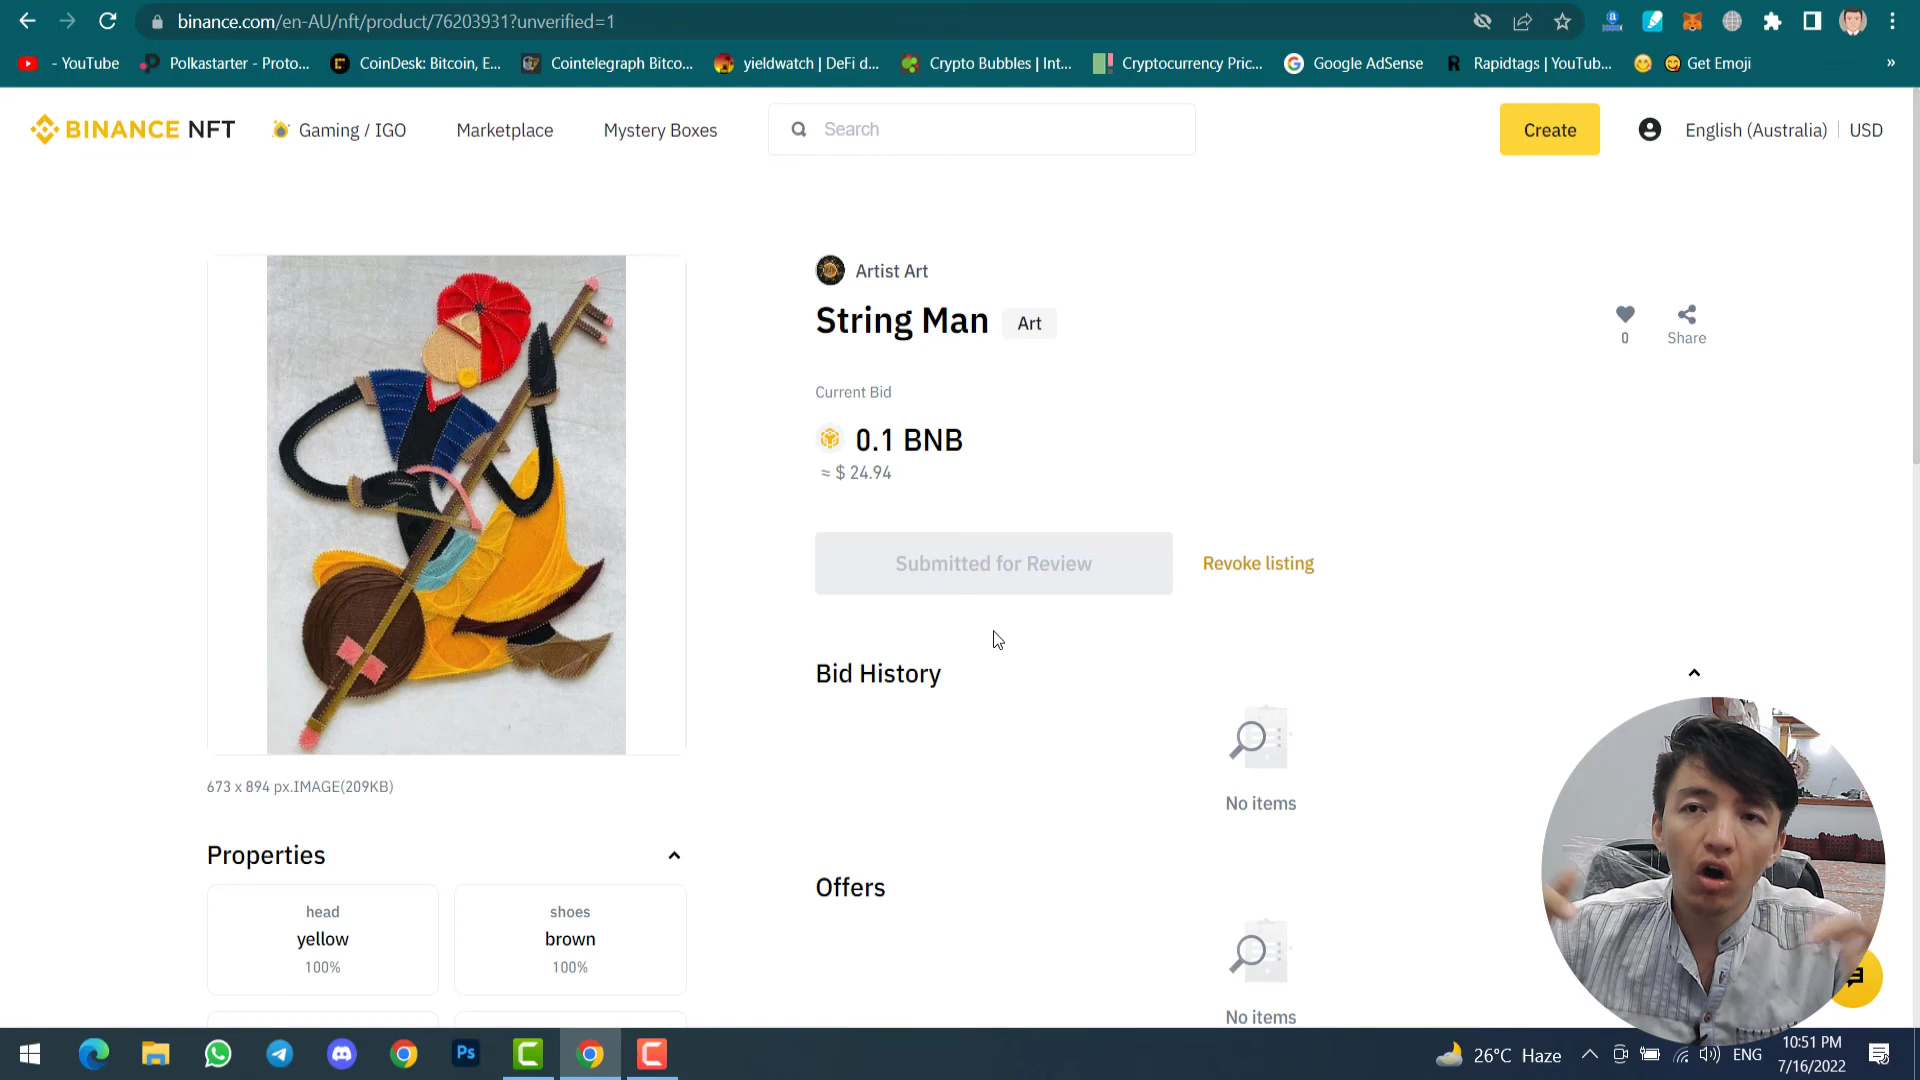 binance.com/en-AU/nft/product/76203931?unverified=1
- YouTube
Polkastarter - Proto...
CoinDesk: Bitcoin, E...
Cointelegraph Bitco...
yieldwatch | DeFi d...
Crypto Bubbles | Int...
Cryptocurrency Pric...
Google AdSense
Rapidtags | YouTub...
Get Emoji
»
BINANCE NFT
Gaming / IGO
Marketplace
Mystery Boxes
Search
Create
English (Australia)
USD
Artist Art
String Man
Art
0
Share
Current Bid
0.1 BNB
≈ $ 24.94
Submitted for Review
Revoke listing
Bid History
No items
673 x 894 px.IMAGE(209KB)
Properties
head
yellow
100%
shoes
brown
100%
Offers
No items
Ps
26°C Haze
ENG
10:51 PM
7/16/2022